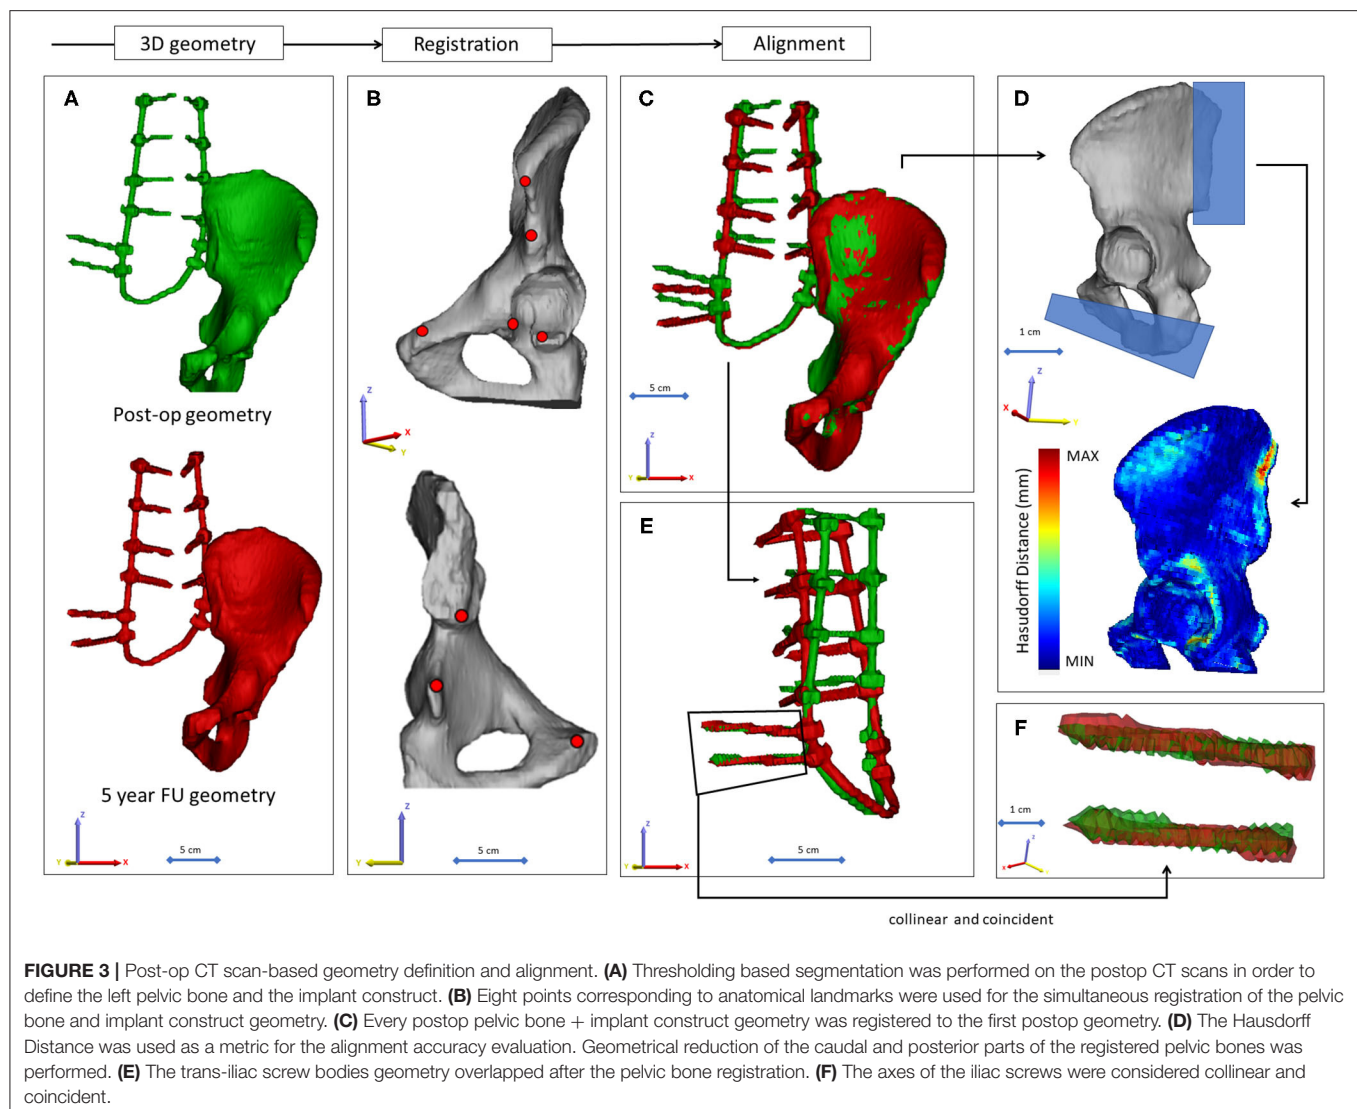 3D geometry
Registration
Alignment
A
Post-op geometry
5 year FU geometry
Z
Y
X
5 cm
B
Z
X
Y
Z
Y
5 cm
C
5 cm
Z
Y
X
D
1 cm
Z
X
Y
Hasudorff Distance (mm)
MAX
MIN
E
Z
Y
X
5 cm
F
1 cm
Z
X
collinear and coincident
FIGURE 3 | Post-op CT scan-based geometry definition and alignment. (A) Thresholding based segmentation was performed on the postop CT scans in order to
define the left pelvic bone and the implant construct. (B) Eight points corresponding to anatomical landmarks were used for the simultaneous registration of the pelvic
bone and implant construct geometry. (C) Every postop pelvic bone + implant construct geometry was registered to the first postop geometry. (D) The Hausdorff
Distance was used as a metric for the alignment accuracy evaluation. Geometrical reduction of the caudal and posterior parts of the registered pelvic bones was
performed. (E) The trans-iliac screw bodies geometry overlapped after the pelvic bone registration. (F) The axes of the iliac screws were considered collinear and
coincident.